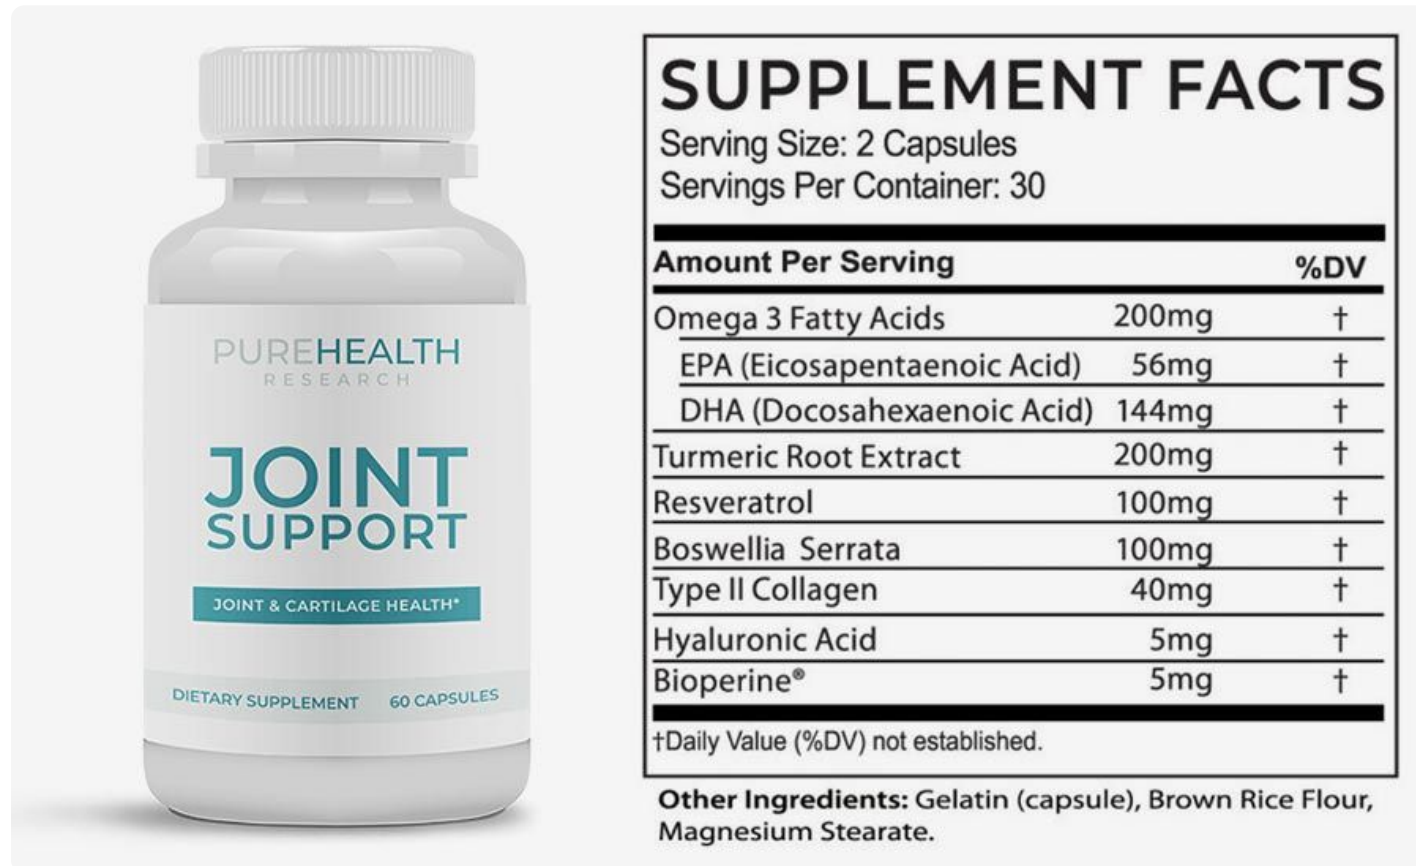 PUREHEALTH
RESEARCH
JOINT
SUPPORT
JOINT & CARTILAGE HEALTH*
DIETARY SUPPLEMENT 60 CAPSULES
SUPPLEMENT FACTS
Serving Size: 2 Capsules
Servings Per Container: 30
Amount Per Serving %DV
Omega 3 Fatty Acids 200mg †
EPA (Eicosapentaenoic Acid) 56mg †
DHA (Docosahexaenoic Acid) 144mg †
Turmeric Root Extract 200mg †
Resveratrol 100mg †
Boswellia Serrata 100mg †
Type II Collagen 40mg †
Hyaluronic Acid 5mg †
Bioperine® 5mg †
†Daily Value (%DV) not established.
Other Ingredients: Gelatin (capsule), Brown Rice Flour,
Magnesium Stearate.